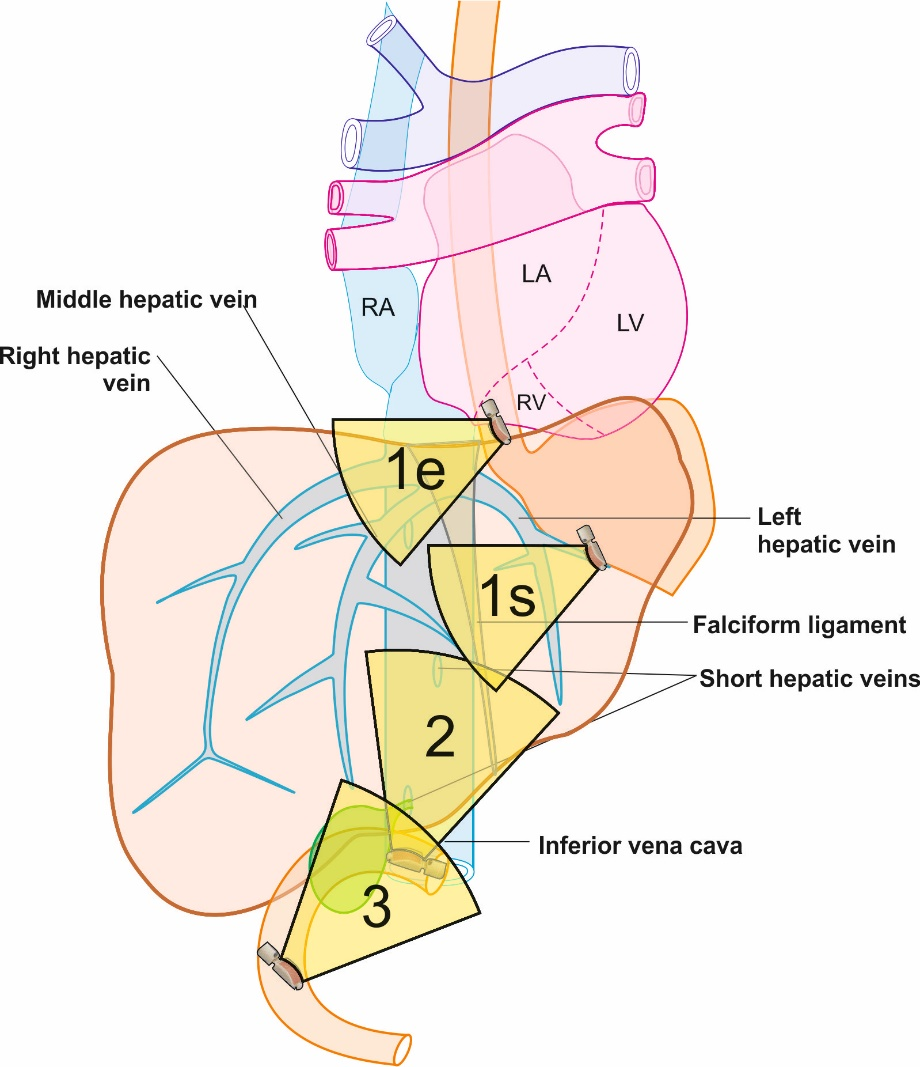 LA
RA
LV
Middle hepatic vein
Right hepatic
vein
RV
1e
Left
hepatic vein
1s
Falciform ligament
Short hepatic veins
2
Inferior vena cava
3